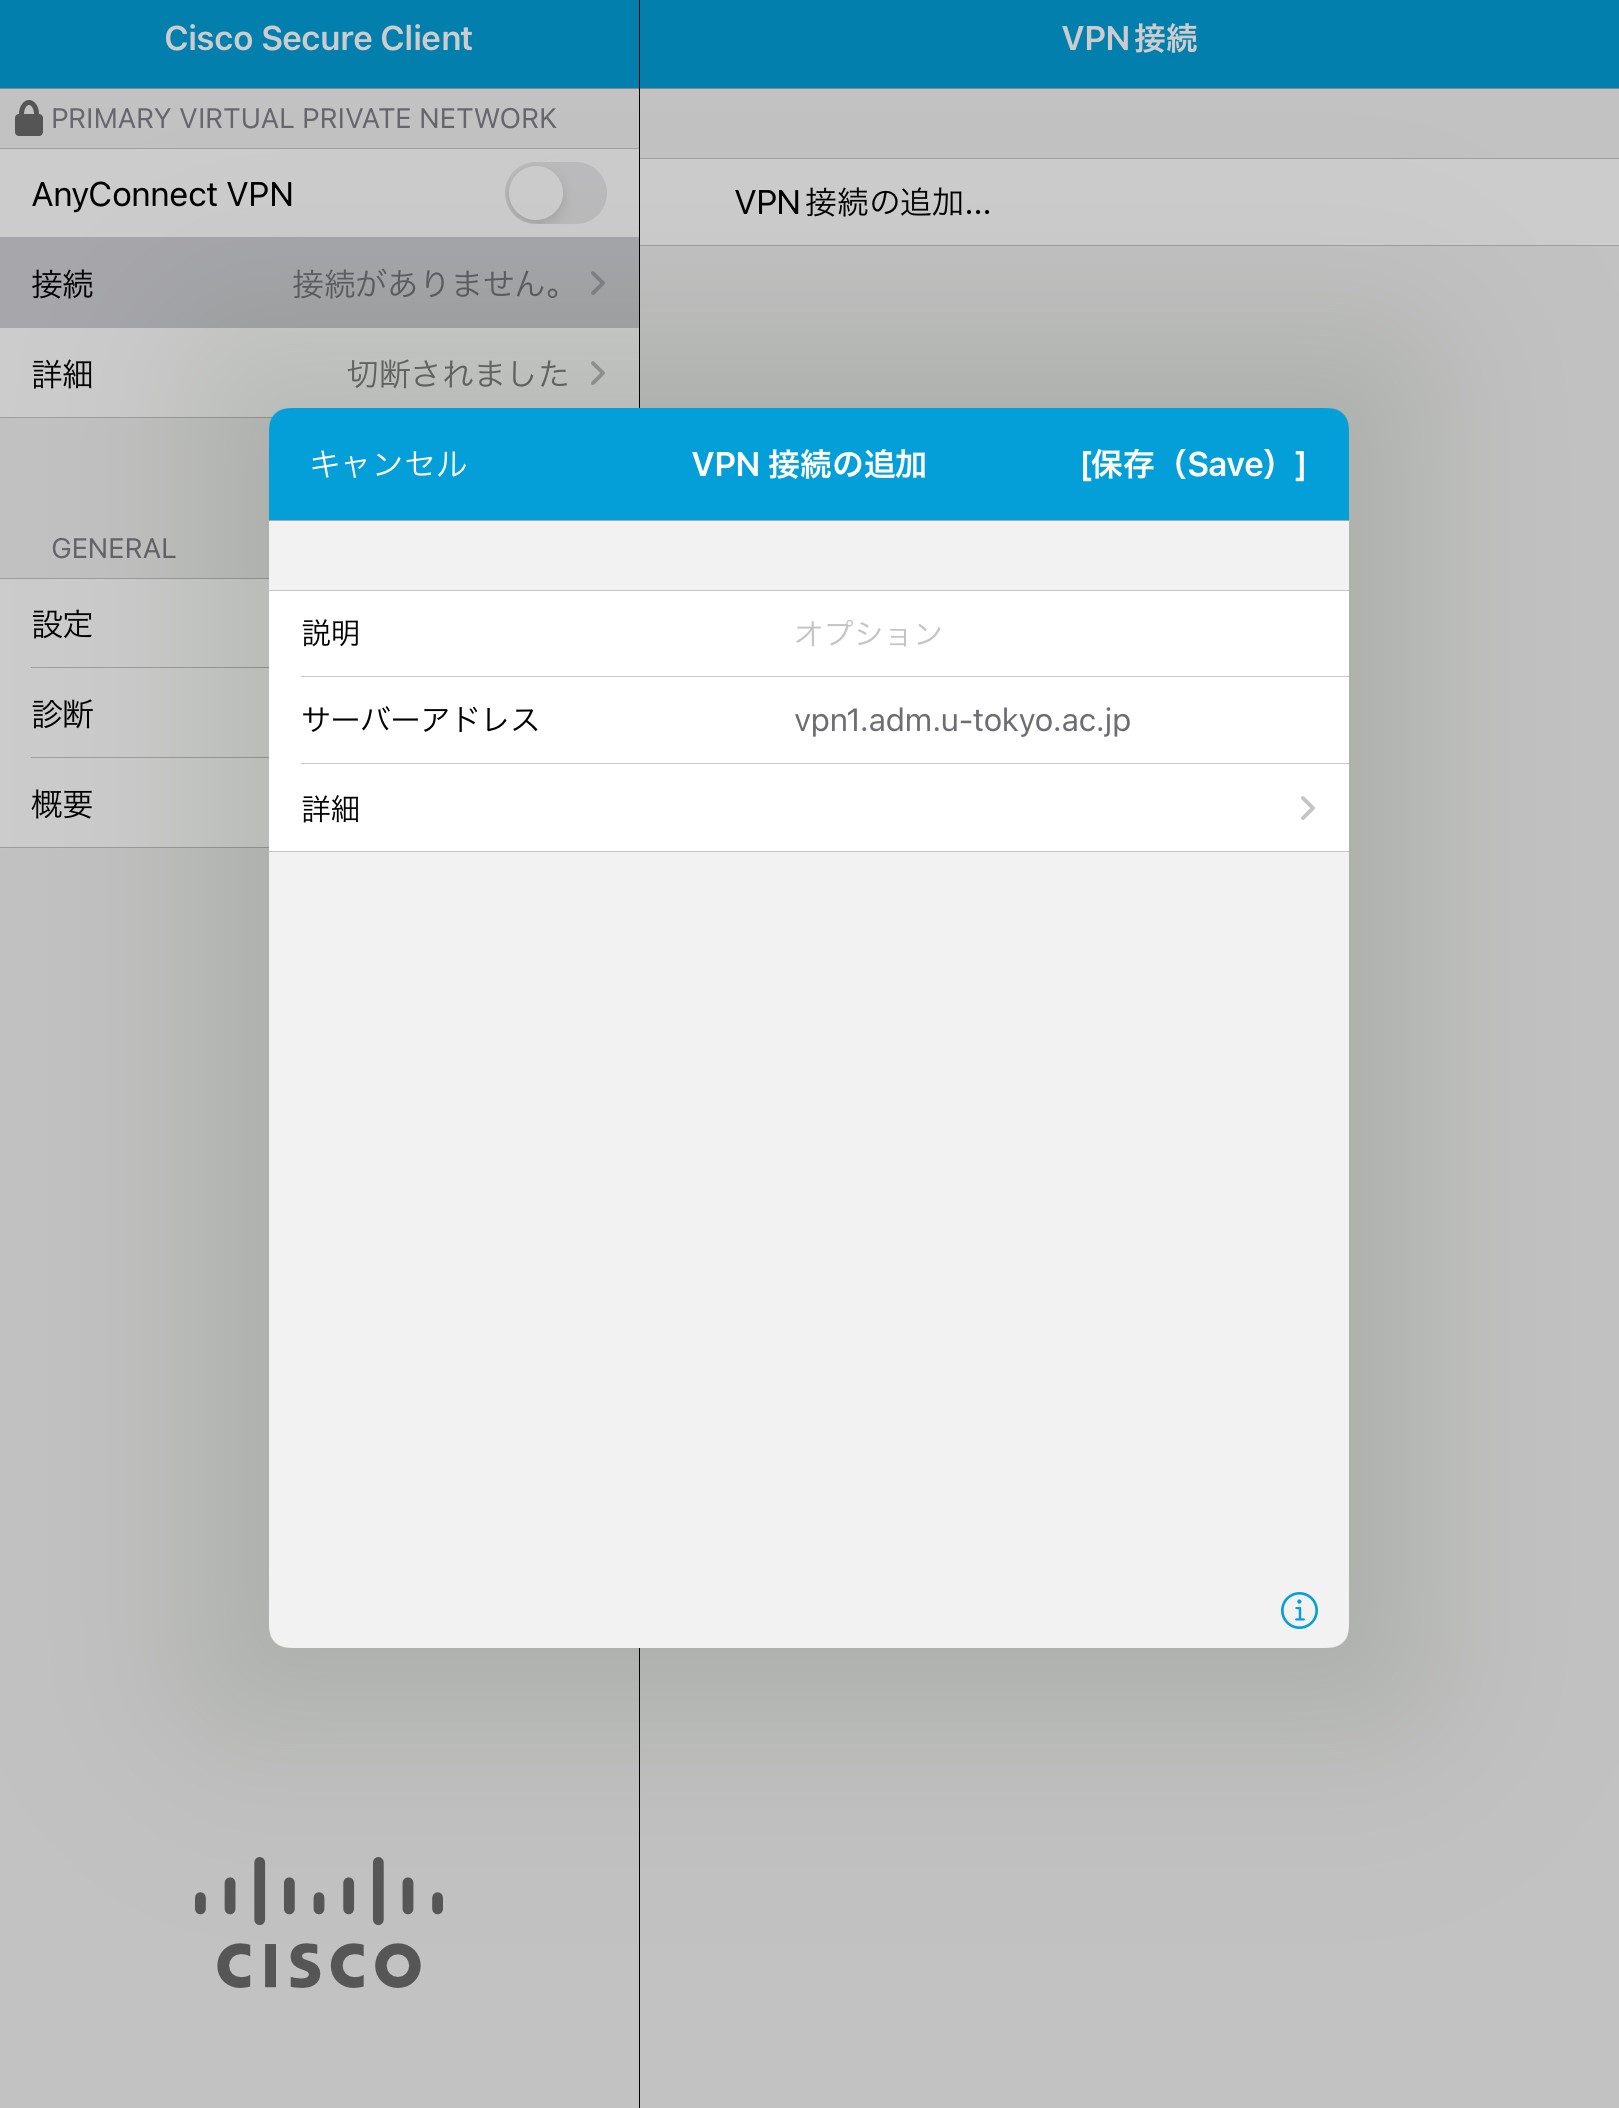 Cisco Secure Client
VPN接続
PRIMARY VIRTUAL PRIVATE NETWORK
AnyConnect VPN
接続 接続がありません。
詳細 切断されました
VPN接続の追加...
GENERAL
設定
診断
概要
キャンセル VPN 接続の追加 [保存（Save）]
説明 オプション
サーバーアドレス vpn1.adm.u-tokyo.ac.jp
詳細
CISCO